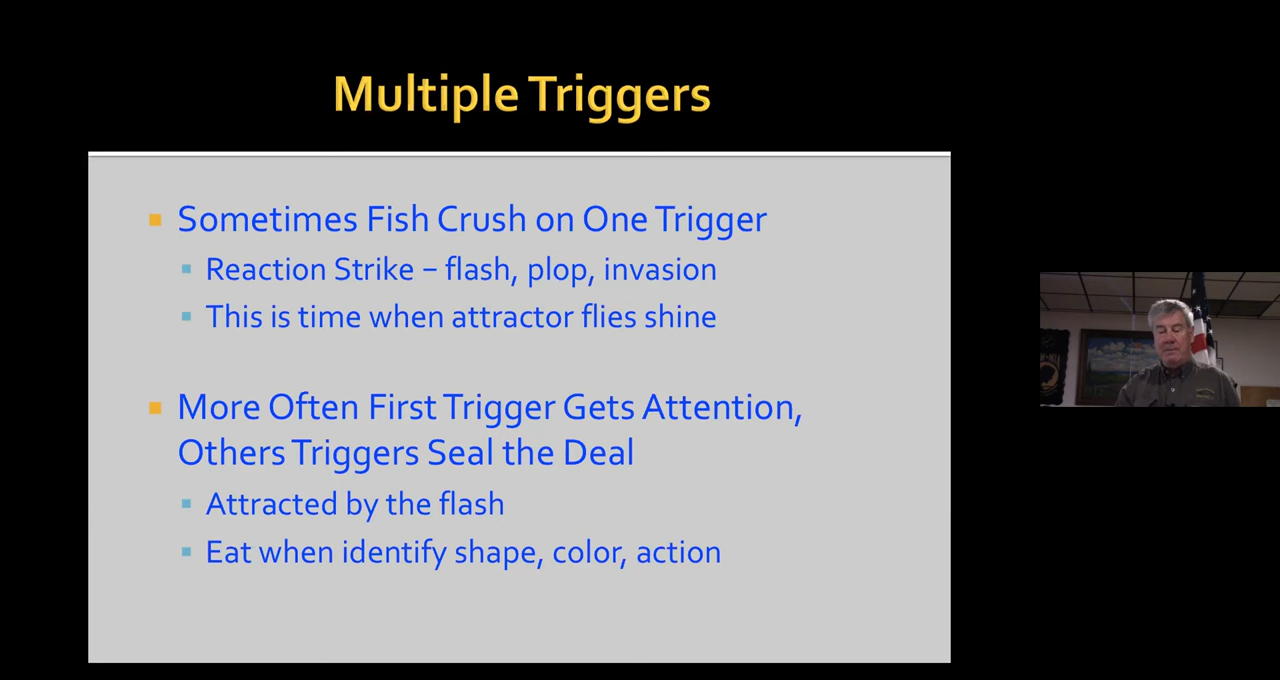 Multiple Triggers
Sometimes Fish Crush on One Trigger
Reaction Strike – flash, plop, invasion
This is time when attractor flies shine
More Often First Trigger Gets Attention,
Others Triggers Seal the Deal
Attracted by the flash
Eat when identify shape, color, action